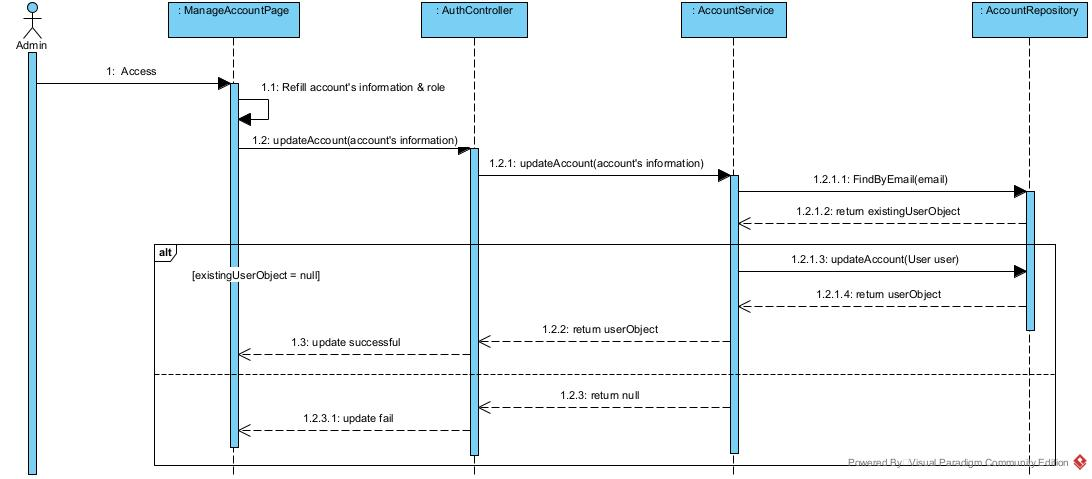 : ManageAccountPage
: AuthController
: AccountService
: AccountRepository
Admin
1: Access
1.1: Refill account's information & role
1.2: updateAccount(account's information)
1.2.1: updateAccount(account's information)
1.2.1.1: FindByEmail(email)
1.2.1.2: return existingUserObject
alt
[existingUserObject = null]
1.2.1.3: updateAccount(User user)
1.2.1.4: return userObject
1.2.2: return userObject
1.3: update successful
1.2.3: return null
1.2.3.1: update fail
Powered By: Visual Paradigm Community Edition